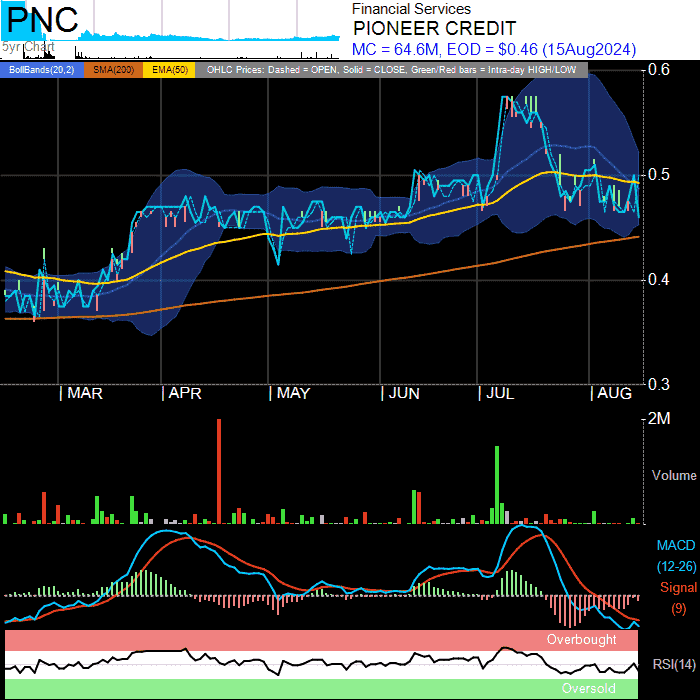 PNC
Financial Services
PIONEER CREDIT
5yr Chart
MC = 64.6M, EOD = $0.46 (15Aug2024)
BollBands(20,2) SMA(200) EMA(50) OHLC Prices: Dashed = OPEN, Solid = CLOSE, Green/Red bars = Intra-day HIGH/LOW
0.6
0.5
0.4
0.3
| MAR | APR | MAY | JUN | JUL | AUG
2M
Volume
MACD
(12-26)
Signal
(9)
Overbought
RSI(14)
Oversold